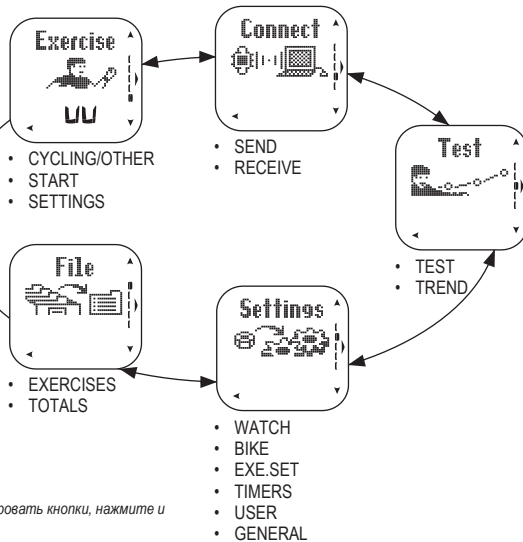 Exercise
UU
• CYCLING/OTHER
• START
• SETTINGS
Connect
• SEND
• RECEIVE
Test
• TEST
• TREND
File
• EXERCISES
• TOTALS
Settings
• WATCH
• BIKE
• EXE.SET
• TIMERS
• USER
• GENERAL
ровать кнопки, нажмите и